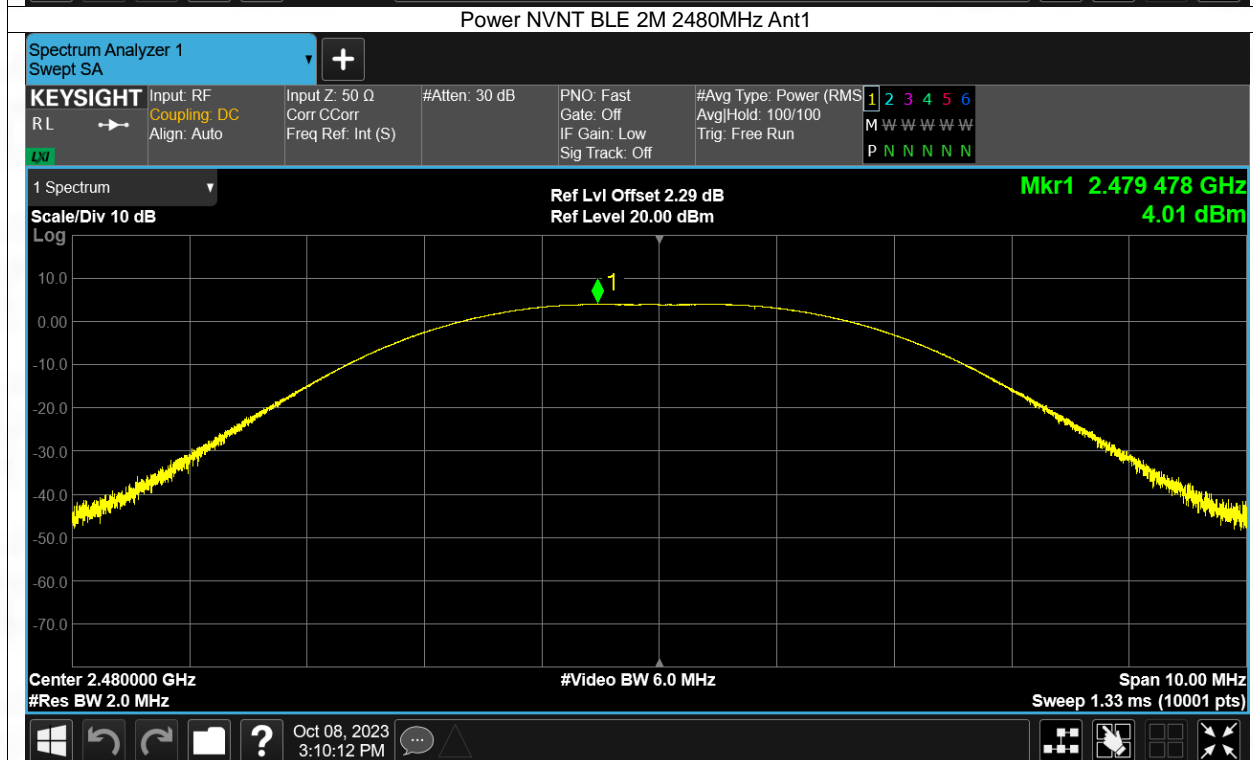 Power NVNT BLE 2M 2480MHz Ant1
Spectrum Analyzer 1
Swept SA
KEYSIGHT
RL
LXI
Input: RF
Coupling: DC
Align: Auto
Input Z: 50 Ω
Corr CCorr
Freq Ref: Int (S)
#Atten: 30 dB
PNO: Fast
Gate: Off
IF Gain: Low
Sig Track: Off
#Avg Type: Power (RMS
Avg|Hold: 100/100
Trig: Free Run
1 2 3 4 5 6
M W W W W W
P N N N N N
1 Spectrum
Scale/Div 10 dB
Log
Ref Lvl Offset 2.29 dB
Ref Level 20.00 dBm
Mkr1 2.479 478 GHz
4.01 dBm
1
10.0
0.00
-10.0
-20.0
-30.0
-40.0
-50.0
-60.0
-70.0
Center 2.480000 GHz
#Res BW 2.0 MHz
#Video BW 6.0 MHz
Span 10.00 MHz
Sweep 1.33 ms (10001 pts)
?
Oct 08, 2023
3:10:12 PM